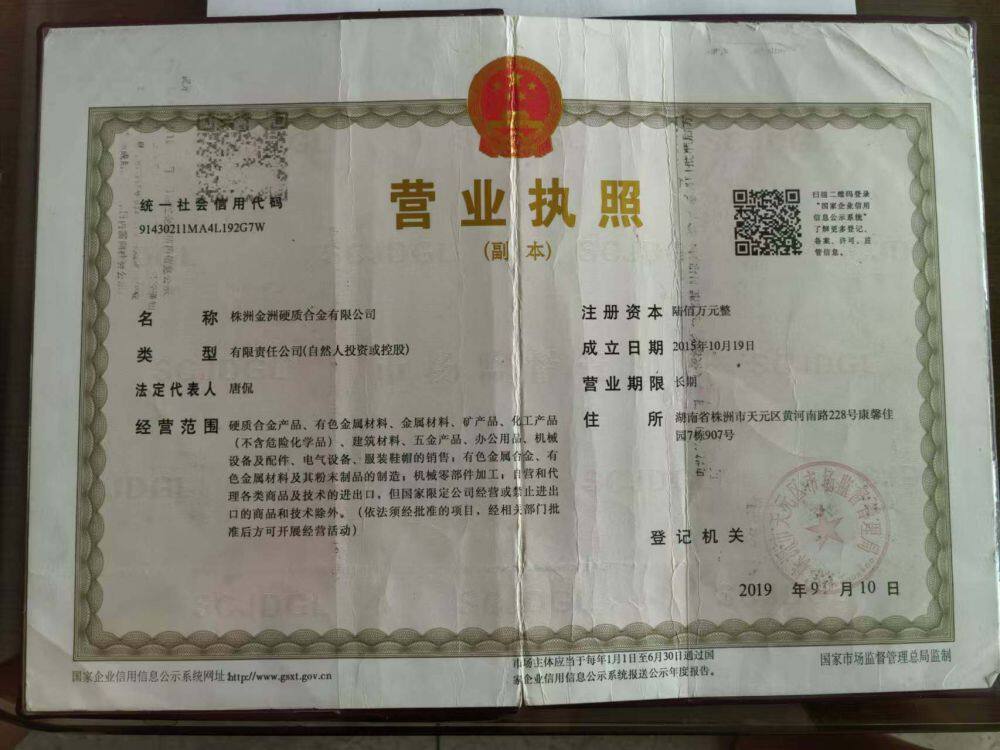 营业执照
(副 本)
统一社会信用代码
91430211MA4L192G7W
扫描二维码登录
“国家企业信用
信息公示系统”
了解更多登记、
备案、许可、监
管信息。
名 称 株洲金洲硬质合金有限公司
类 型 有限责任公司(自然人投资或控股)
法定代表人 唐侃
经营范围 硬质合金产品、有色金属材料、金属材料、矿产品、化工产品
（不含危险化学品）、建筑材料、五金产品、办公用品、机械
设备及配件、电气设备、服装鞋帽的销售；有色金属合金、有
色金属材料及其粉末制品的制造；机械零部件加工；自营和代
理各类商品及技术的进出口，但国家限定公司经营或禁止进出
口的商品和技术除外。（依法须经批准的项目，经相关部门批
准后方可开展经营活动）
注册资本 陆佰万元整
成立日期 2015年10月19日
营业期限 长期
住 所 湖南省株洲市天元区黄河南路228号康馨佳
园7栋907号
登记机关
2019 年 9 月 10 日
国家企业信用信息公示系统网址:http://www.gsxt.gov.cn
市场主体应当于每年1月1日至6月30日通过国
家企业信用信息公示系统报送公示年度报告。
国家市场监督管理总局监制